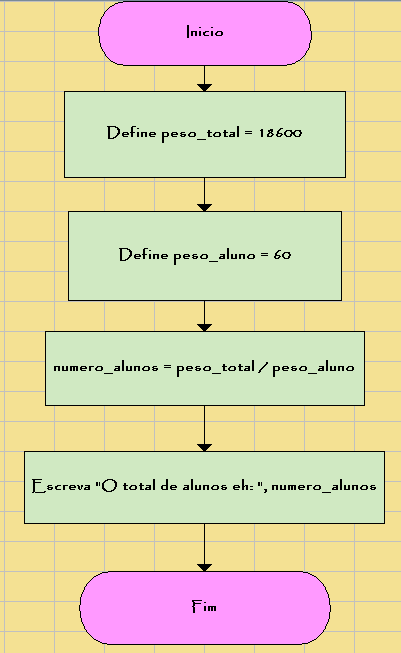 Inicio
Define peso_total = 18600
Define peso_aluno = 60
numero_alunos = peso_total / peso_aluno
Escreva "O total de alunos eh: ", numero_alunos
Fim